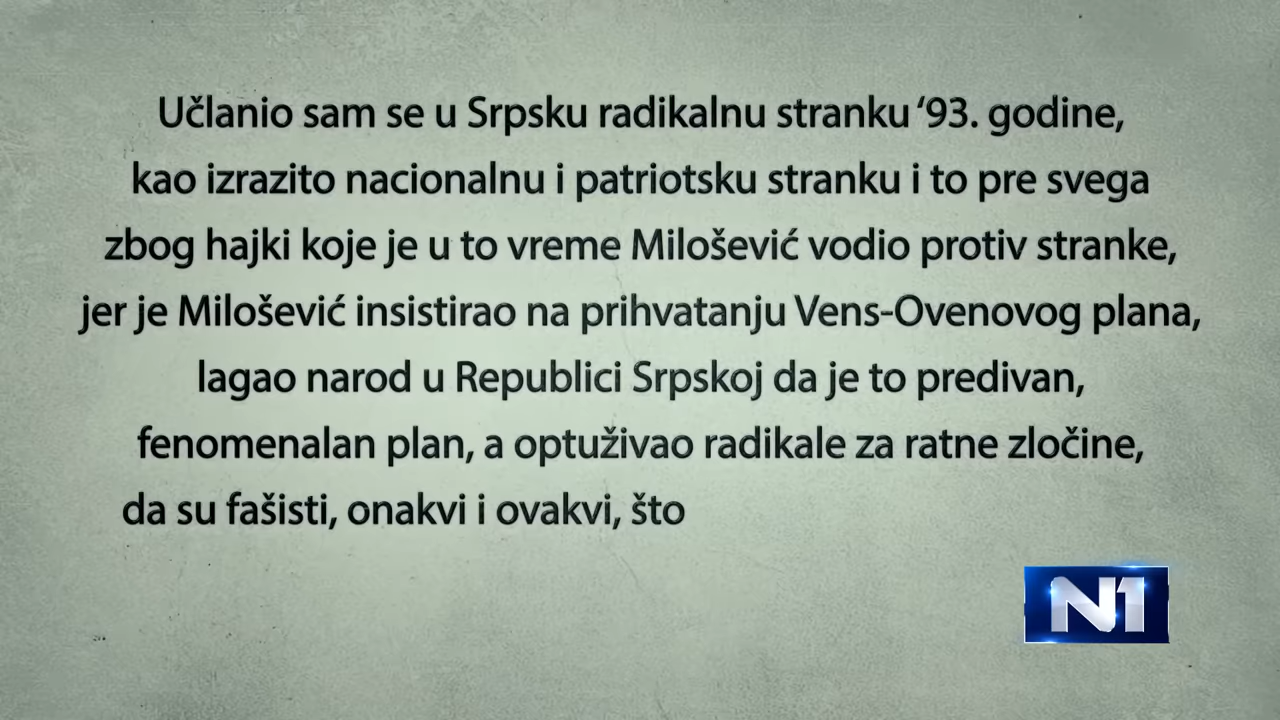 Učlanio sam se u Srpsku radikalnu stranku ‘93. godine,
kao izrazito nacionalnu i patriotsku stranku i to pre svega
zbog hajki koje je u to vreme Milošević vodio protiv stranke,
jer je Milošević insistirao na prihvatanju Vens-Ovenovog plana,
lagao narod u Republici Srpskoj da je to predivan,
fenomenalan plan, a optuživao radikale za ratne zločine,
da su fašisti, onakvi i ovakvi, što
N1